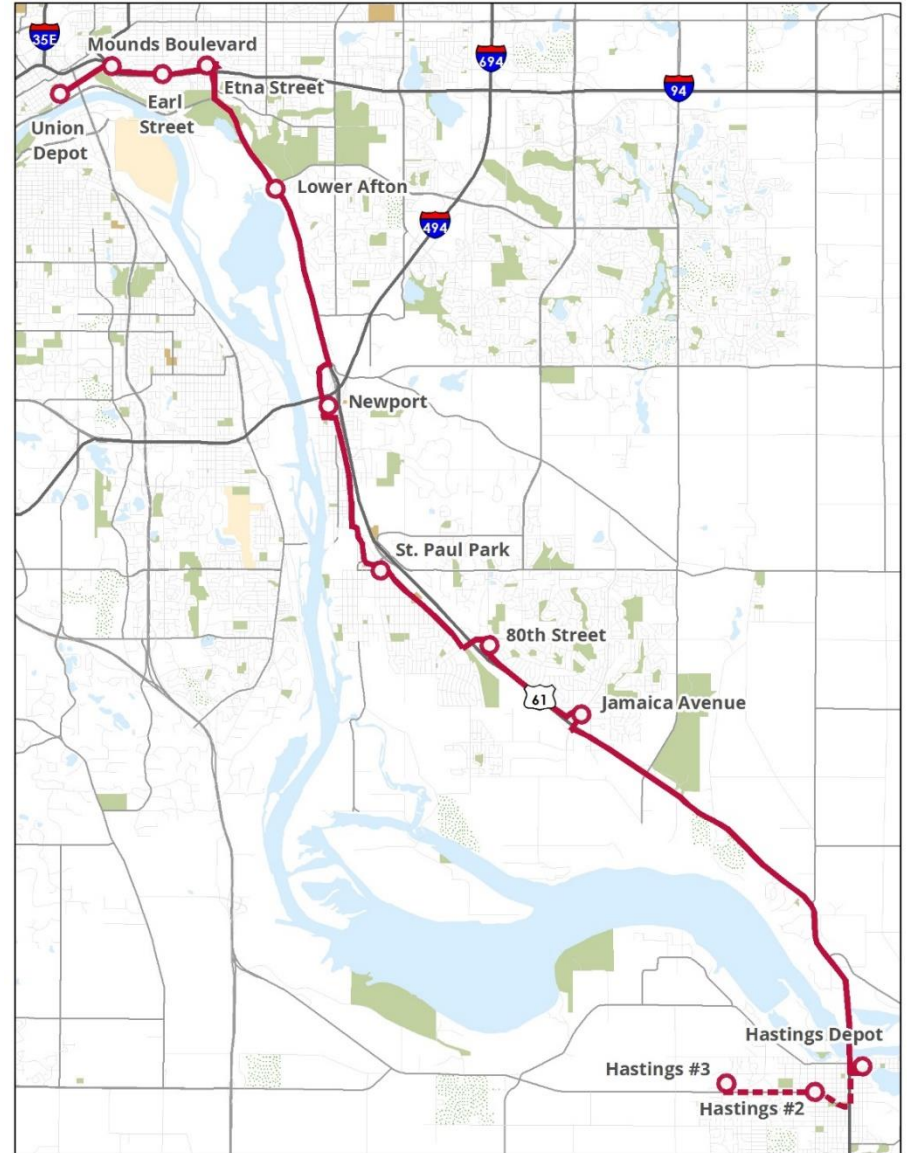 35E
Mounds Boulevard
694
94
Etna Street
Earl
Street
Union
Depot
Lower Afton
494
Newport
St. Paul Park
80th Street
61
Jamaica Avenue
Hastings Depot
Hastings #3
Hastings #2